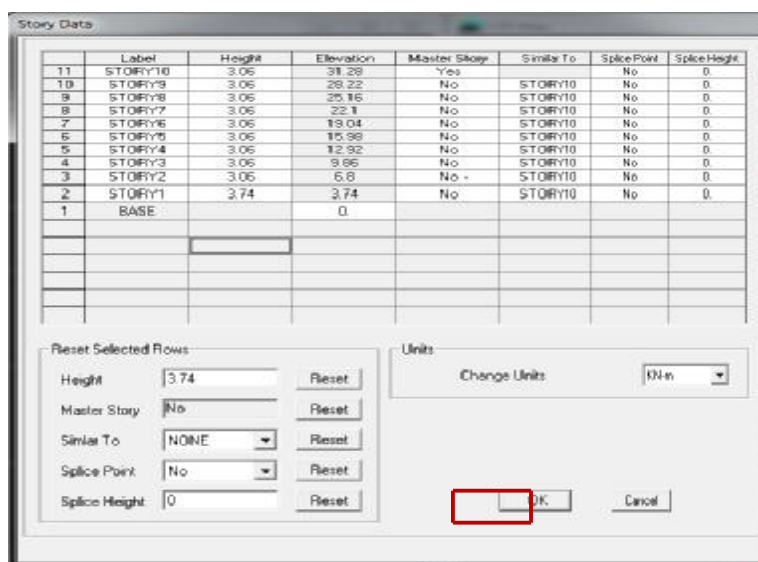 Story Data
Label Height Elevation Master Story Similar To Splice Point Splice Height
11 STORY10 3.06 31.28 Yes No 0.
10 STORY9 3.06 28.22 No STORY10 No 0.
9 STORY8 3.06 25.16 No STORY10 No 0.
8 STORY7 3.06 22.1 No STORY10 No 0.
7 STORY6 3.06 19.04 No STORY10 No 0.
6 STORY5 3.06 15.98 No STORY10 No 0.
5 STORY4 3.06 12.92 No STORY10 No 0.
4 STORY3 3.06 9.86 No STORY10 No 0.
3 STORY2 3.06 6.8 No - STORY10 No 0.
2 STORY1 3.74 3.74 No STORY10 No 0.
1 BASE 0.
Reset Selected Rows
Height 3.74 Reset
Master Story No Reset
Similar To NONE Reset
Splice Point No Reset
Splice Height 0 Reset
Units
Change Units KN-m
OK Cancel